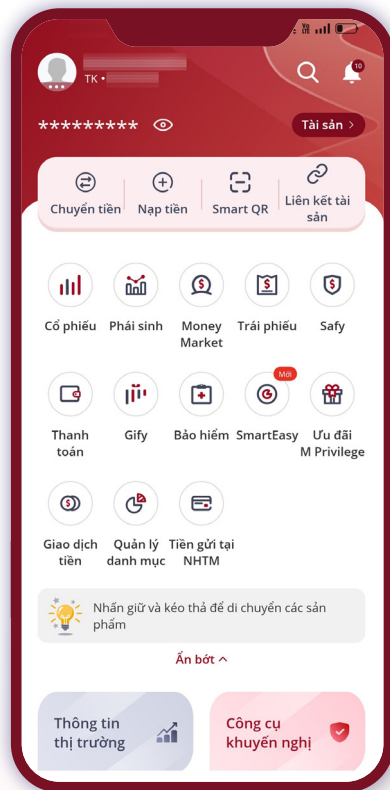 10
TK •
********* 
Tài sản >
Chuyển tiền
Nạp tiền
Smart QR
Liên kết tài
sản
Cổ phiếu
Phái sinh
Money
Market
Trái phiếu
Safy
Thanh
toán
Gify
Bảo hiểm
Mới
SmartEasy
Ưu đãi
M Privilege
Giao dịch
tiền
Quản lý
danh mục
Tiền gửi tại
NHTM
Nhấn giữ và kéo thả để di chuyển các sản
phẩm
Ẩn bớt
Thông tin
thị trường
Công cụ
khuyến nghị